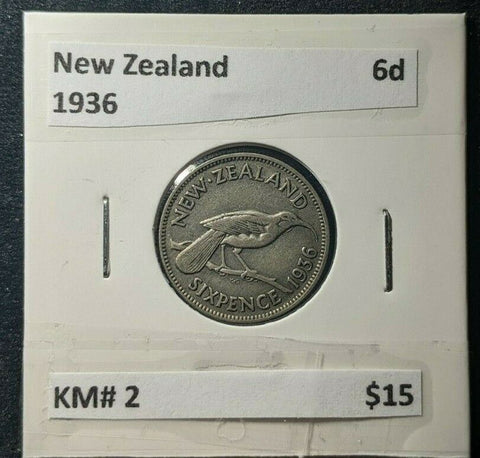 New Zealand 6d
1936
NEW·ZEALAND
1936
SIXPENCE
KM# 2 $15